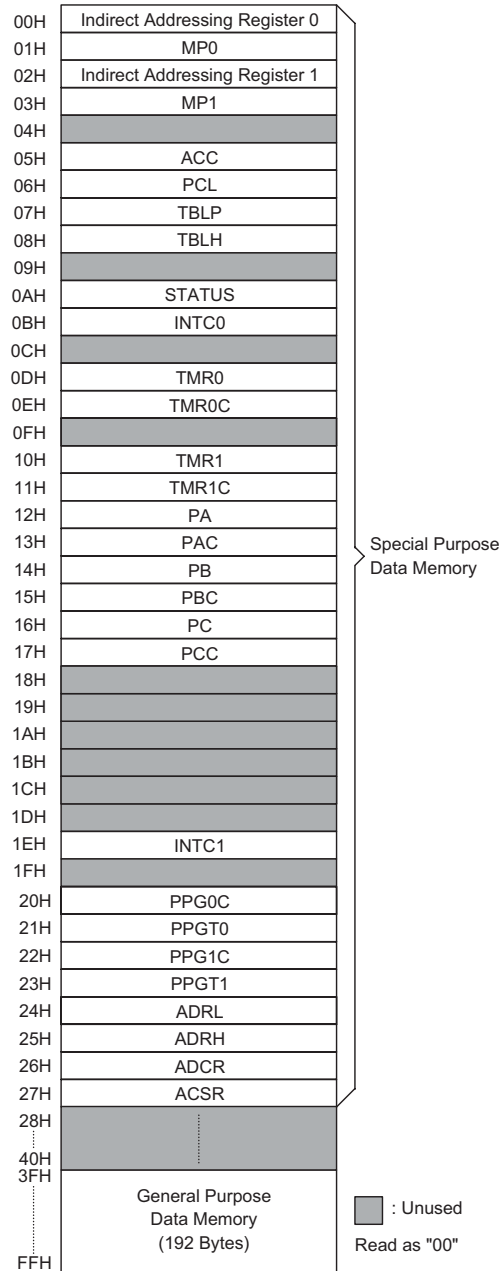 00H Indirect Addressing Register 0
01H MP0
02H Indirect Addressing Register 1
03H MP1
04H
05H ACC
06H PCL
07H TBLP
08H TBLH
09H
0AH STATUS
0BH INTC0
0CH
0DH TMR0
0EH TMR0C
0FH
10H TMR1
11H TMR1C
12H PA
13H PAC
14H PB
15H PBC
16H PC
17H PCC
Special Purpose
Data Memory
18H
19H
1AH
1BH
1CH
1DH
1EH INTC1
1FH
20H PPG0C
21H PPGT0
22H PPG1C
23H PPGT1
24H ADRL
25H ADRH
26H ADCR
27H ACSR
28H
40H
3FH
General Purpose
Data Memory
(192 Bytes)
FFH
: Unused
Read as "00"